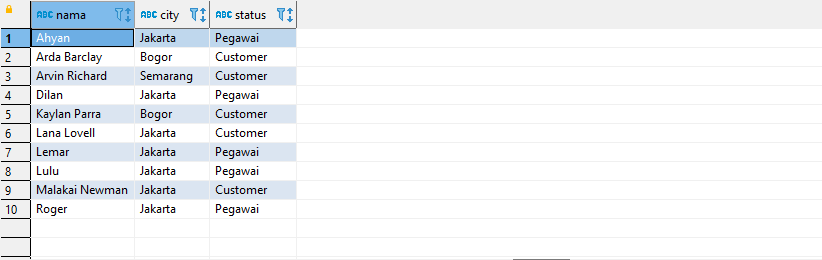 ABC nama ABC city ABC status
1 Ahyan Jakarta Pegawai
2 Arda Barclay Bogor Customer
3 Arvin Richard Semarang Customer
4 Dilan Jakarta Pegawai
5 Kaylan Parra Bogor Customer
6 Lana Lovell Jakarta Customer
7 Lemar Jakarta Pegawai
8 Lulu Jakarta Pegawai
9 Malakai Newman Jakarta Customer
10 Roger Jakarta Pegawai